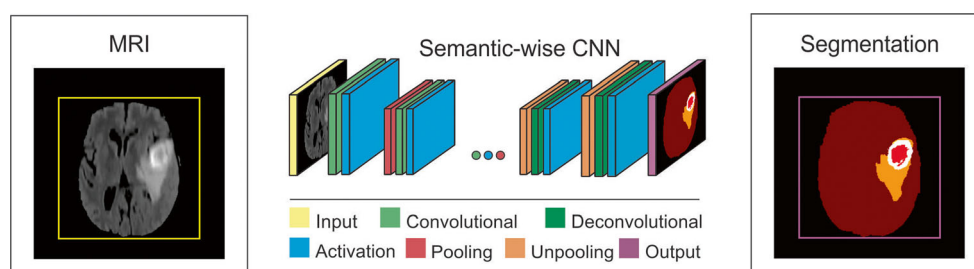 MRI
Semantic-wise CNN
Segmentation
Input
Convolutional
Deconvolutional
Activation
Pooling
Unpooling
Output